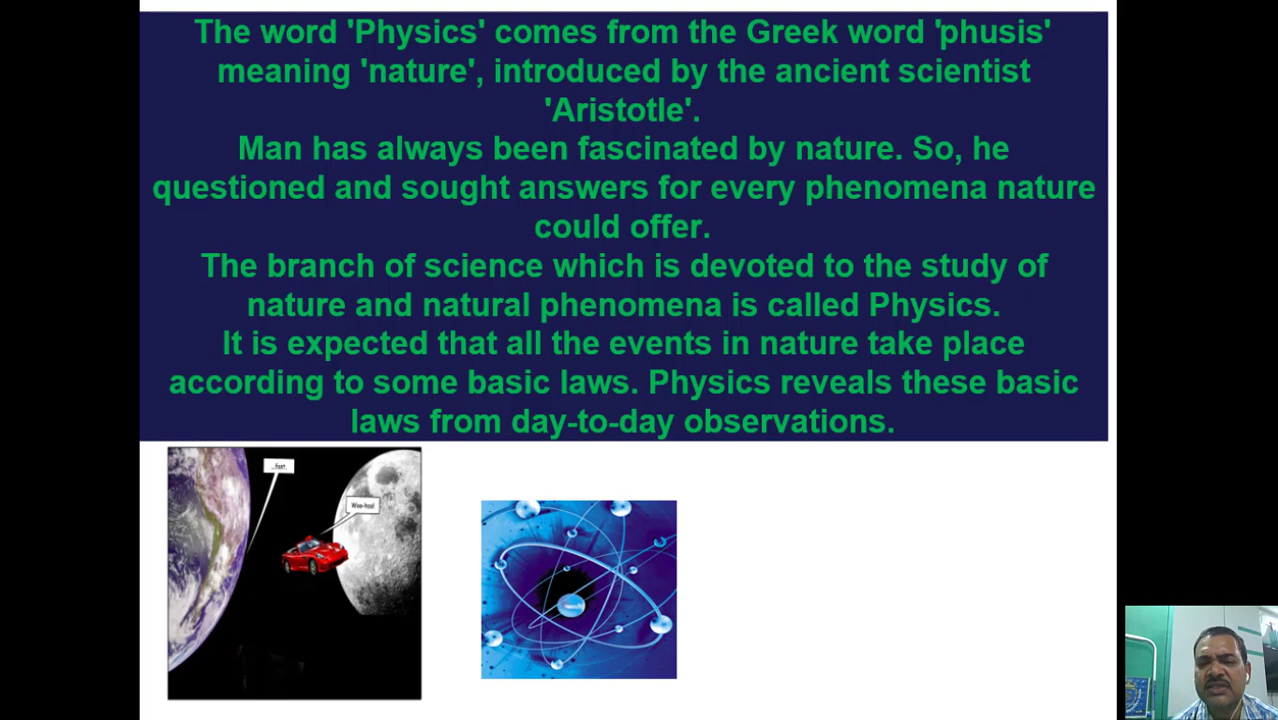 The word 'Physics' comes from the Greek word 'phusis'
meaning 'nature', introduced by the ancient scientist
'Aristotle'.
Man has always been fascinated by nature. So, he
questioned and sought answers for every phenomena nature
could offer.
The branch of science which is devoted to the study of
nature and natural phenomena is called Physics.
It is expected that all the events in nature take place
according to some basic laws. Physics reveals these basic
laws from day-to-day observations.
Woo-hoo!